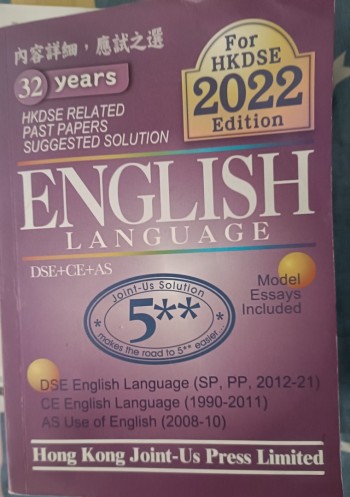 內容詳細，應試之選
32 years
HKDSE RELATED
PAST PAPERS
SUGGESTED SOLUTION
For
HKDSE
2022
Edition
ENGLISH
LANGUAGE
DSE+CE+AS
Joint-Us Solution
5**
* makes the road to 5** easier... *
Model
Essays
Included
DSE English Language (SP, PP, 2012-21)
CE English Language (1990-2011)
AS Use of English (2008-10)
Hong Kong Joint-Us Press Limited